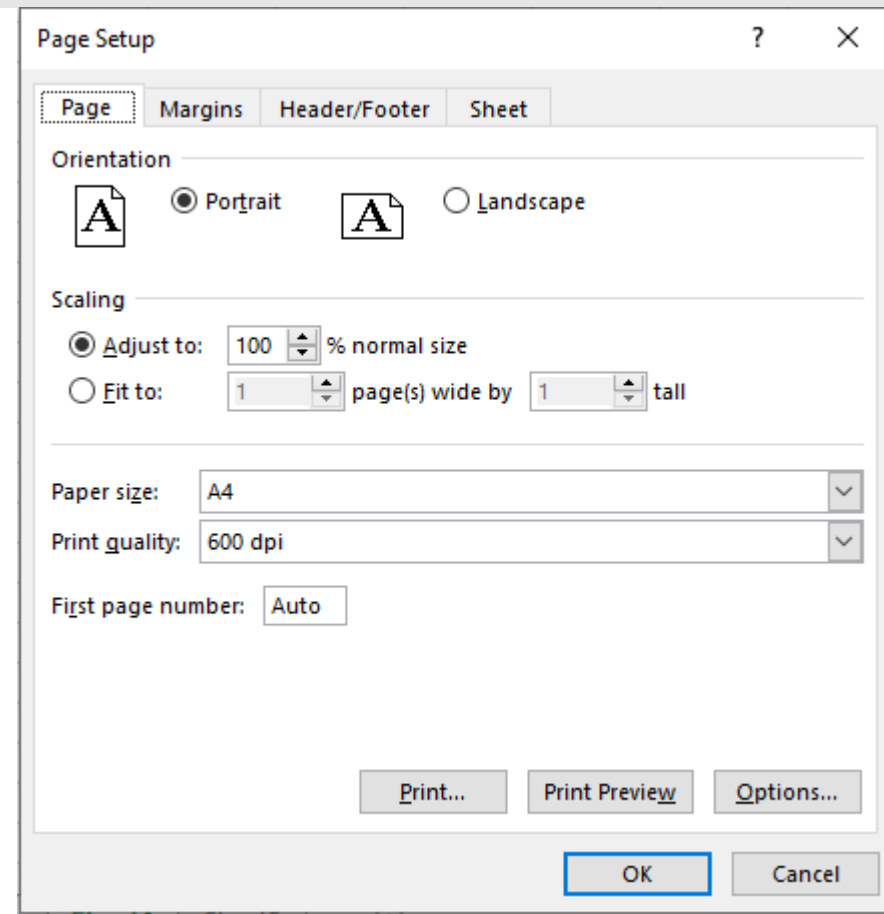 Page Setup ?
Page Margins Header/Footer Sheet
Orientation
A Portrait A Landscape
Scaling
Adjust to: 100 % normal size
Fit to: 1 page(s) wide by 1 tall
Paper size: A4
Print quality: 600 dpi
First page number: Auto
Print... Print Preview Options...
OK Cancel